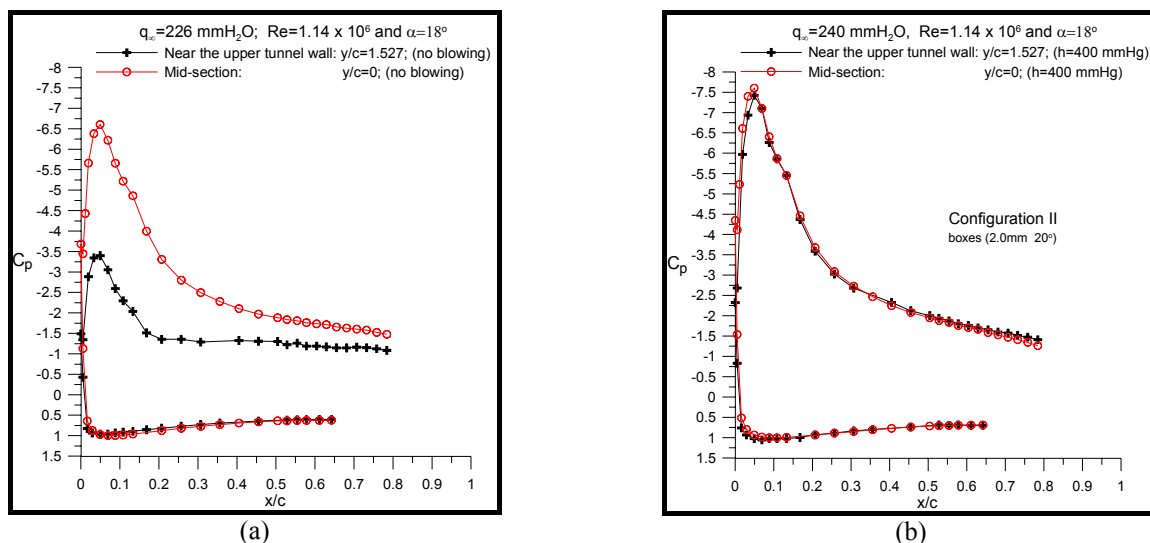 q∞=226 mmH2O; Re=1.14 x 10⁶ and α=18º
Near the upper tunnel wall: y/c=1.527; (no blowing)
Mid-section: y/c=0; (no blowing)
-8
-7.5
-7
-6.5
-6
-5.5
-5
-4.5
-4
-3.5
Cp
-3
-2.5
-2
-1.5
-1
-0.5
0
0.5
1
1.5
0 0.1 0.2 0.3 0.4 0.5 0.6 0.7 0.8 0.9 1
x/c
(a)
q∞=240 mmH2O, Re=1.14 x 10⁶ and α=18º
Near the upper tunnel wall: y/c=1.527; (h=400 mmHg)
Mid-section: y/c=0; (h=400 mmHg)
-8
-7.5
-7
-6.5
-6
-5.5
-5
-4.5
-4
-3.5
Cp
-3
-2.5
-2
-1.5
-1
-0.5
0
0.5
1
1.5
Configuration II
boxes (2.0mm 20º)
0 0.1 0.2 0.3 0.4 0.5 0.6 0.7 0.8 0.9 1
x/c
(b)